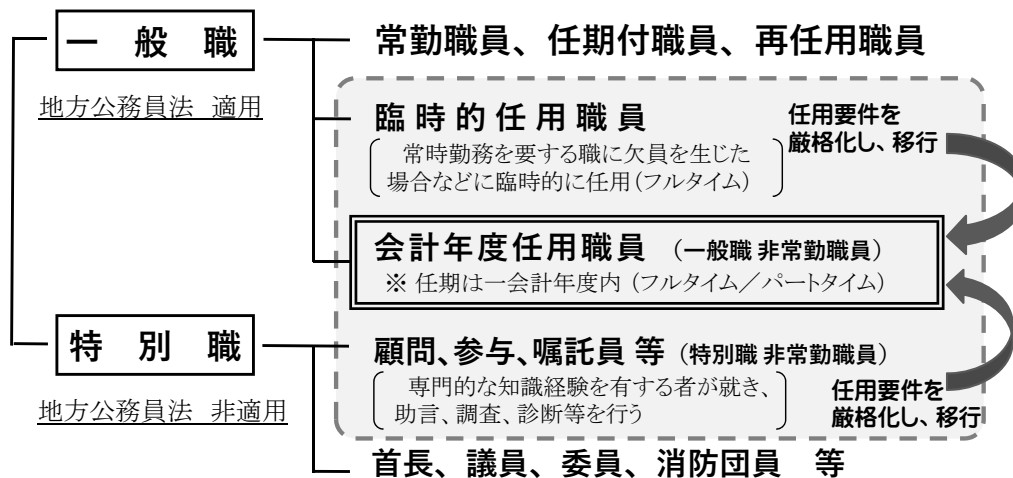 一般職
常勤職員、任期付職員、再任用職員
地方公務員法 適用
臨時的任用職員
常時勤務を要する職に欠員を生じた
場合などに臨時的に任用(フルタイム)
任用要件を
厳格化し、移行
会計年度任用職員 (一般職 非常勤職員)
※ 任期は一会計年度内 (フルタイム/パートタイム)
特別職
顧問、参与、嘱託員 等 (特別職 非常勤職員)
地方公務員法 非適用
専門的な知識経験を有する者が就き、
助言、調査、診断等を行う
任用要件を
厳格化し、移行
首長、議員、委員、消防団員 等